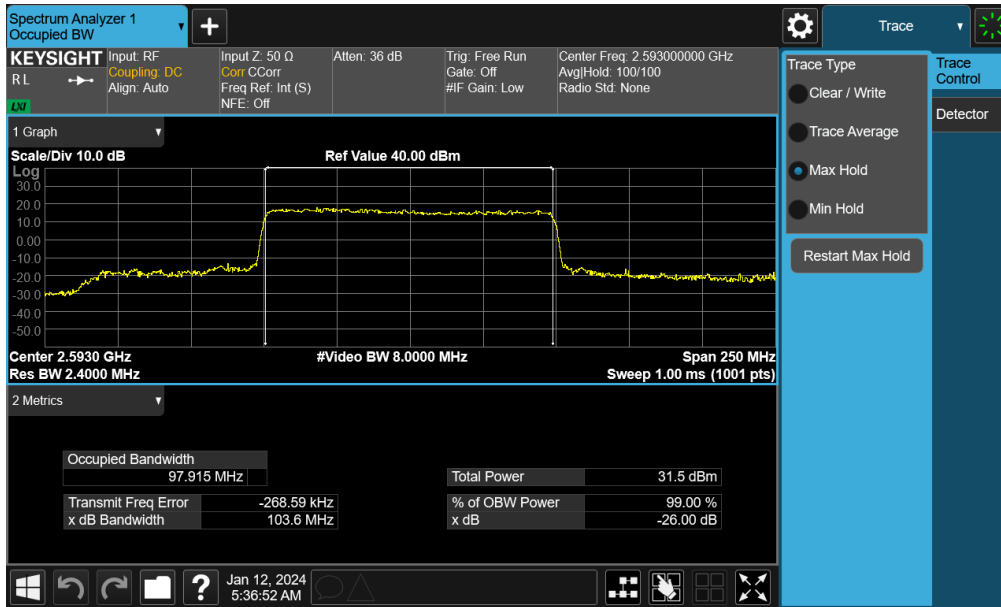 Spectrum Analyzer 1
Occupied BW
+
Trace
KEYSIGHT
R L
LXI
Input: RF
Coupling: DC
Align: Auto
Input Z: 50 Ω
Corr CCorr
Freq Ref: Int (S)
NFE: Off
Atten: 36 dB
Trig: Free Run
Gate: Off
#IF Gain: Low
Center Freq: 2.593000000 GHz
Avg|Hold: 100/100
Radio Std: None
Trace Type
Clear / Write
Trace Average
Max Hold
Min Hold
Restart Max Hold
Trace
Control
Detector
1 Graph
Scale/Div 10.0 dB
Ref Value 40.00 dBm
Log
30.0
20.0
10.0
0.00
-10.0
-20.0
-30.0
-40.0
-50.0
Center 2.5930 GHz
#Video BW 8.0000 MHz
Span 250 MHz
Res BW 2.4000 MHz
Sweep 1.00 ms (1001 pts)
2 Metrics
Occupied Bandwidth
97.915 MHz
Total Power 31.5 dBm
Transmit Freq Error -268.59 kHz
% of OBW Power 99.00 %
x dB Bandwidth 103.6 MHz
x dB -26.00 dB
?
Jan 12, 2024
5:36:52 AM